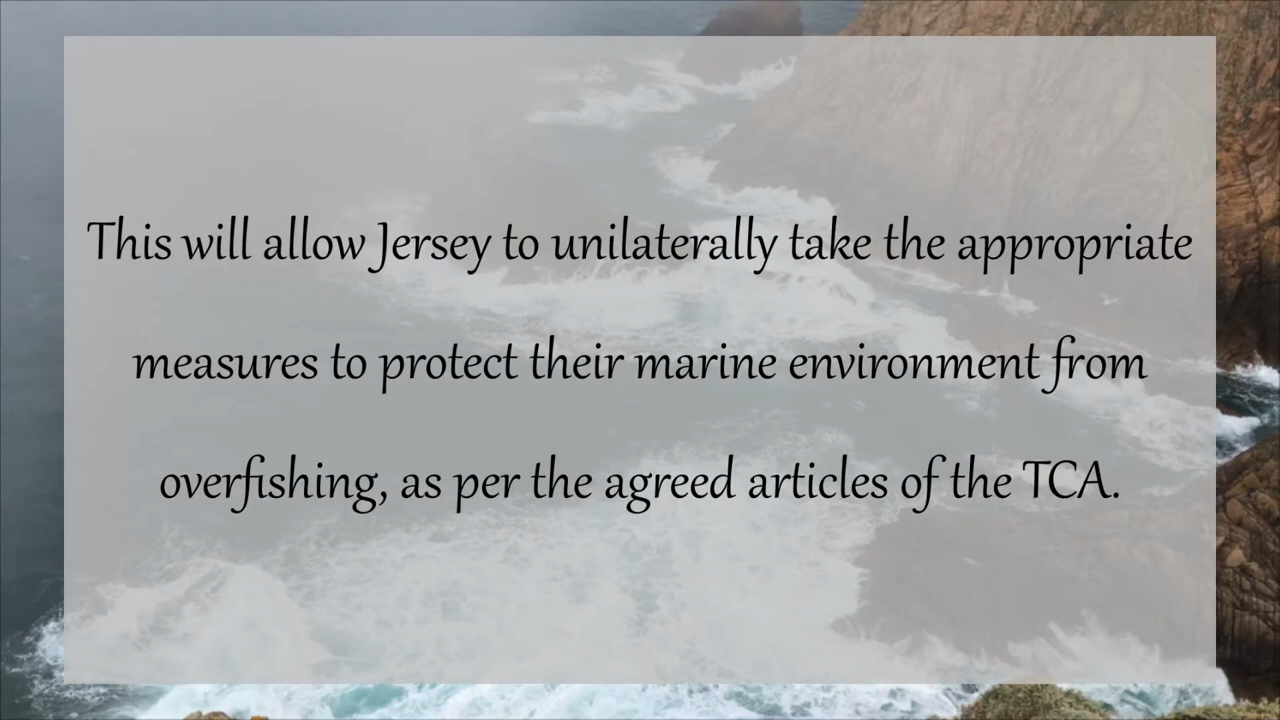 This will allow Jersey to unilaterally take the appropriate
measures to protect their marine environment from
overfishing, as per the agreed articles of the TCA.